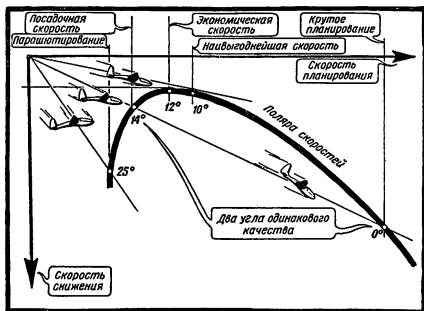 Посадочная
скорость
Экономическая
скорость
Крутое
планирование
Парашютирование
Наивыгоднейшая скорость
Скорость
планирования
12°
10°
14°
Поляра скоростей
25°
Два угла одинакового
качества
0°
Скорость
снижения